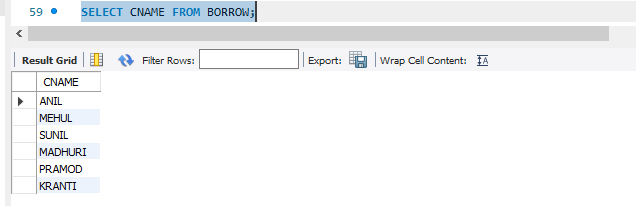 59 SELECT CNAME FROM BORROW;
Result Grid Filter Rows: Export: Wrap Cell Content:
CNAME
ANIL
MEHUL
SUNIL
MADHURI
PRAMOD
KRANTI